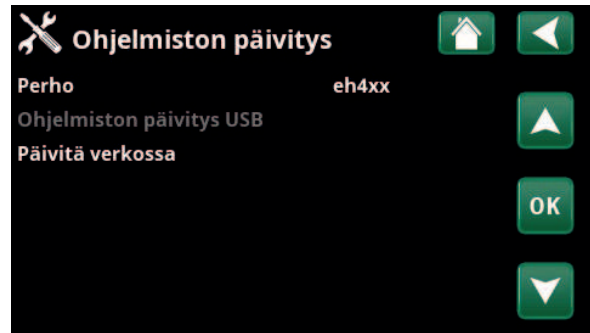 Ohjelmiston päivitys
Perho eh4xx
Ohjelmiston päivitys USB
Päivitä verkossa
OK